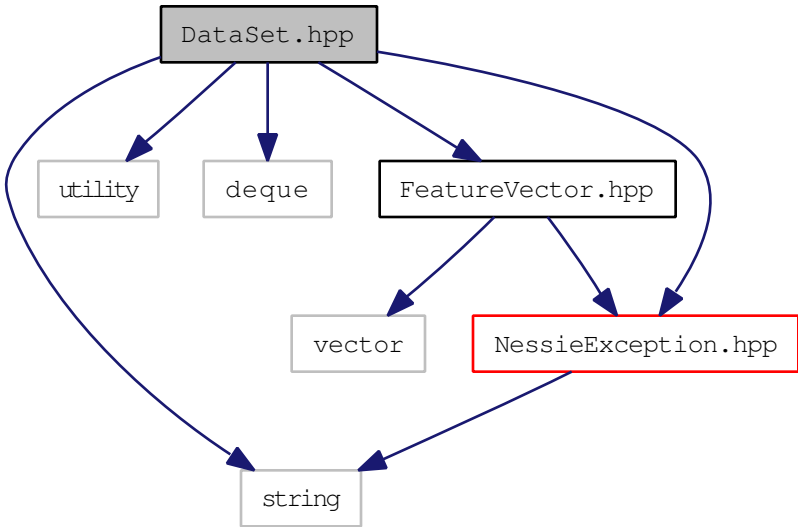 DataSet.hpp
utility
deque
FeatureVector.hpp
vector
NessieException.hpp
string